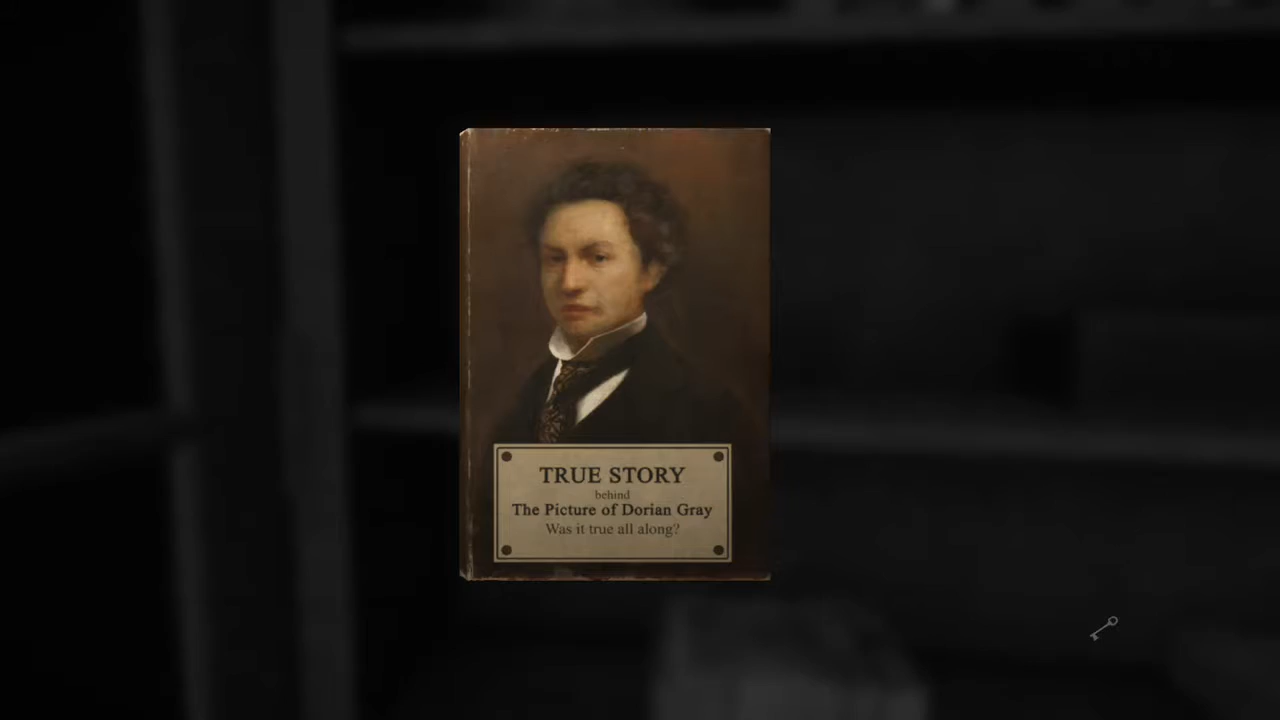 TRUE STORY
behind
The Picture of Dorian Gray
Was it true all along?